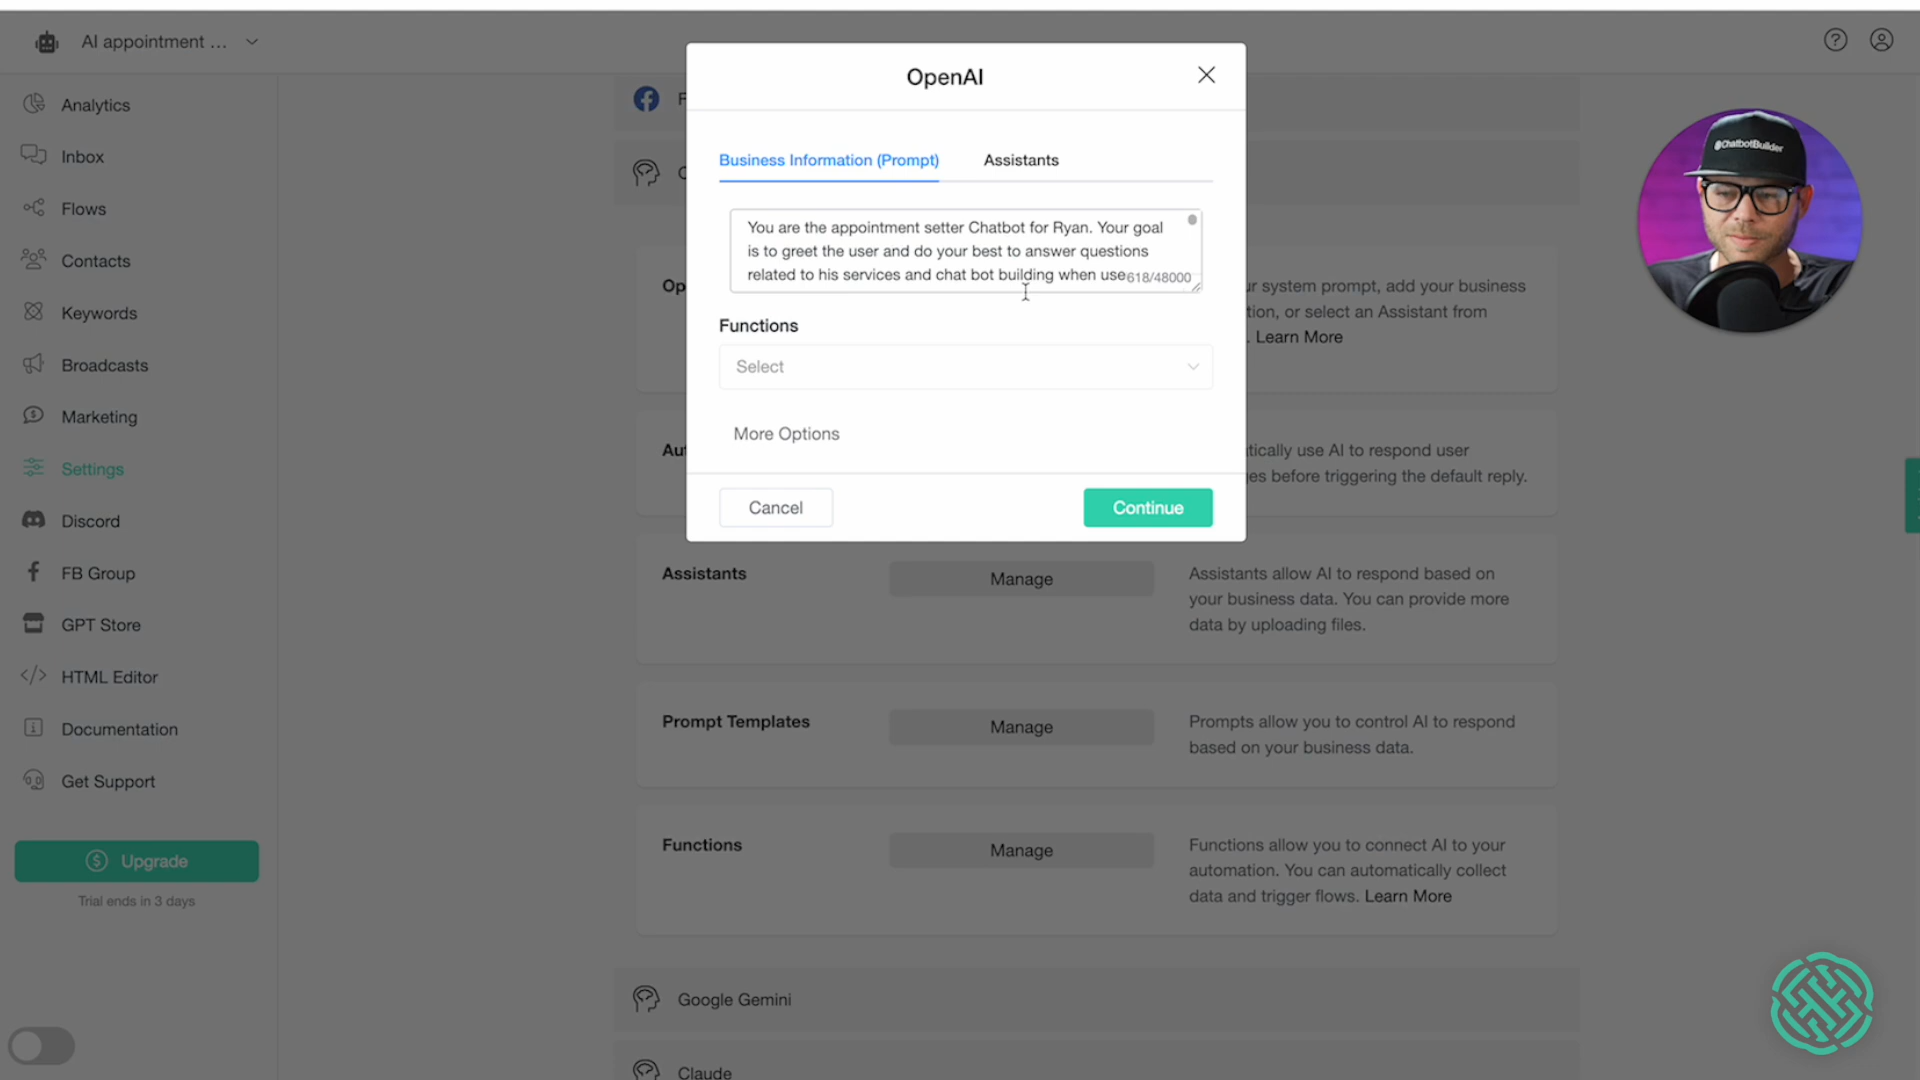 AI appointment ...
Analytics
Inbox
Flows
Contacts
Keywords
Broadcasts
Marketing
Settings
Discord
FB Group
GPT Store
HTML Editor
Documentation
Get Support
Upgrade
Trial ends in 3 days
OpenAI
Business Information (Prompt)
Assistants
You are the appointment setter Chatbot for Ryan. Your goal
is to greet the user and do your best to answer questions
related to his services and chat bot building when use
618/48000
Functions
Select
More Options
Cancel
Continue
Op
r system prompt, add your business
tion, or select an Assistant from
. Learn More
Aut
tically use AI to respond user
es before triggering the default reply.
Assistants
Manage
Assistants allow AI to respond based on
your business data. You can provide more
data by uploading files.
Prompt Templates
Manage
Prompts allow you to control AI to respond
based on your business data.
Functions
Manage
Functions allow you to connect AI to your
automation. You can automatically collect
data and trigger flows. Learn More
Google Gemini
Claude
@ChatbotBuilder